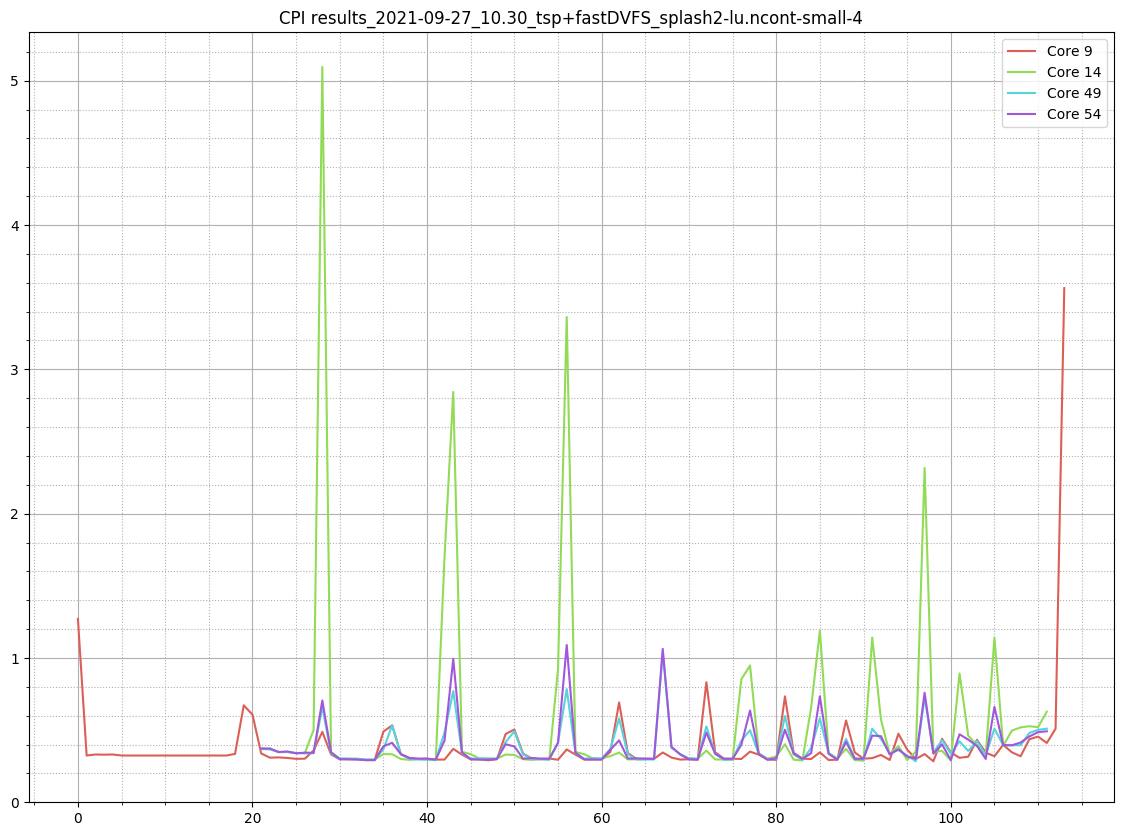 CPI results_2021-09-27_10.30_tsp+fastDVFS_splash2-lu.ncont-small-4
Core 9
Core 14
Core 49
Core 54
5
4
3
2
1
0
0 20 40 60 80 100